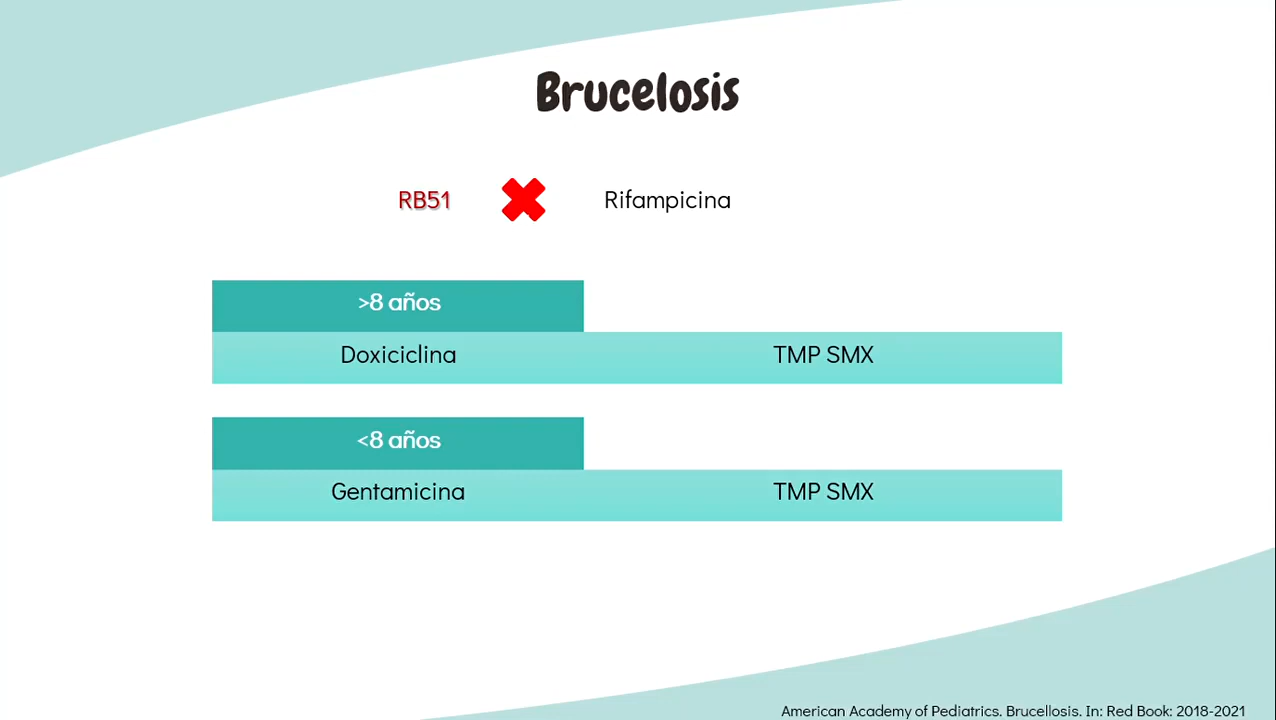 Brucelosis
RB51 Rifampicina
>8 años
Doxiciclina TMP SMX
<8 años
Gentamicina TMP SMX
American Academy of Pediatrics. Brucellosis. In: Red Book: 2018-2021